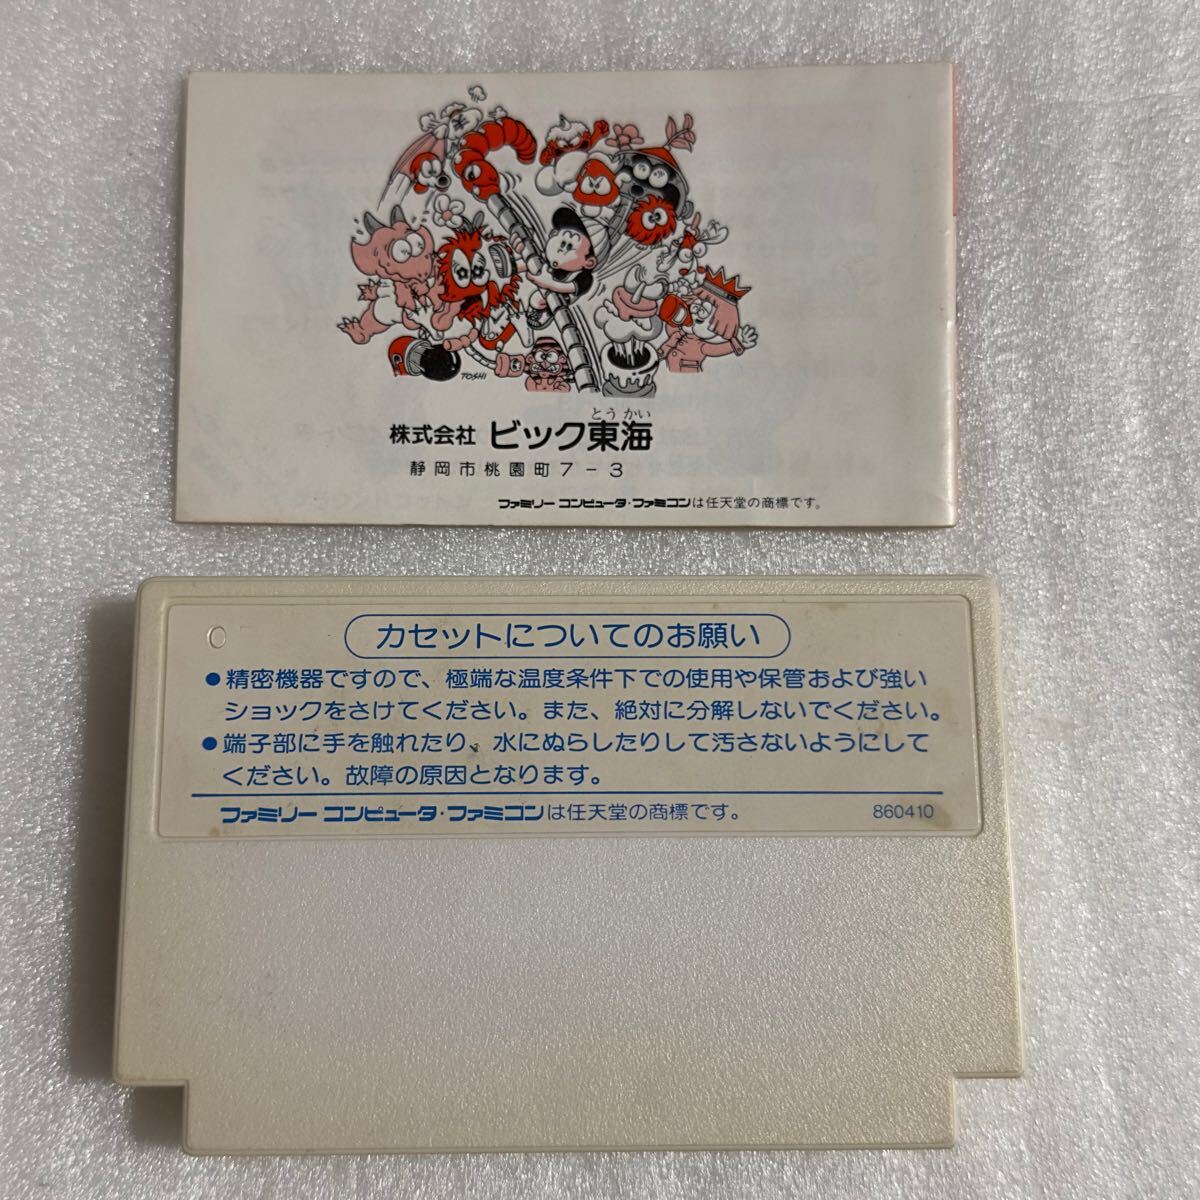 TOSHI
とうかい
株式会社 ビック東海
静岡市桃園町7-3
ファミリーコンピュータ・ファミコンは任天堂の商標です。
カセットについてのお願い
●精密機器ですので、極端な温度条件下での使用や保管および強い
ショックをさけてください。また、絶対に分解しないでください。
●端子部に手を触れたり、水にぬらしたりして汚さないようにして
ください。故障の原因となります。
ファミリーコンピュータ・ファミコンは任天堂の商標です。 860410